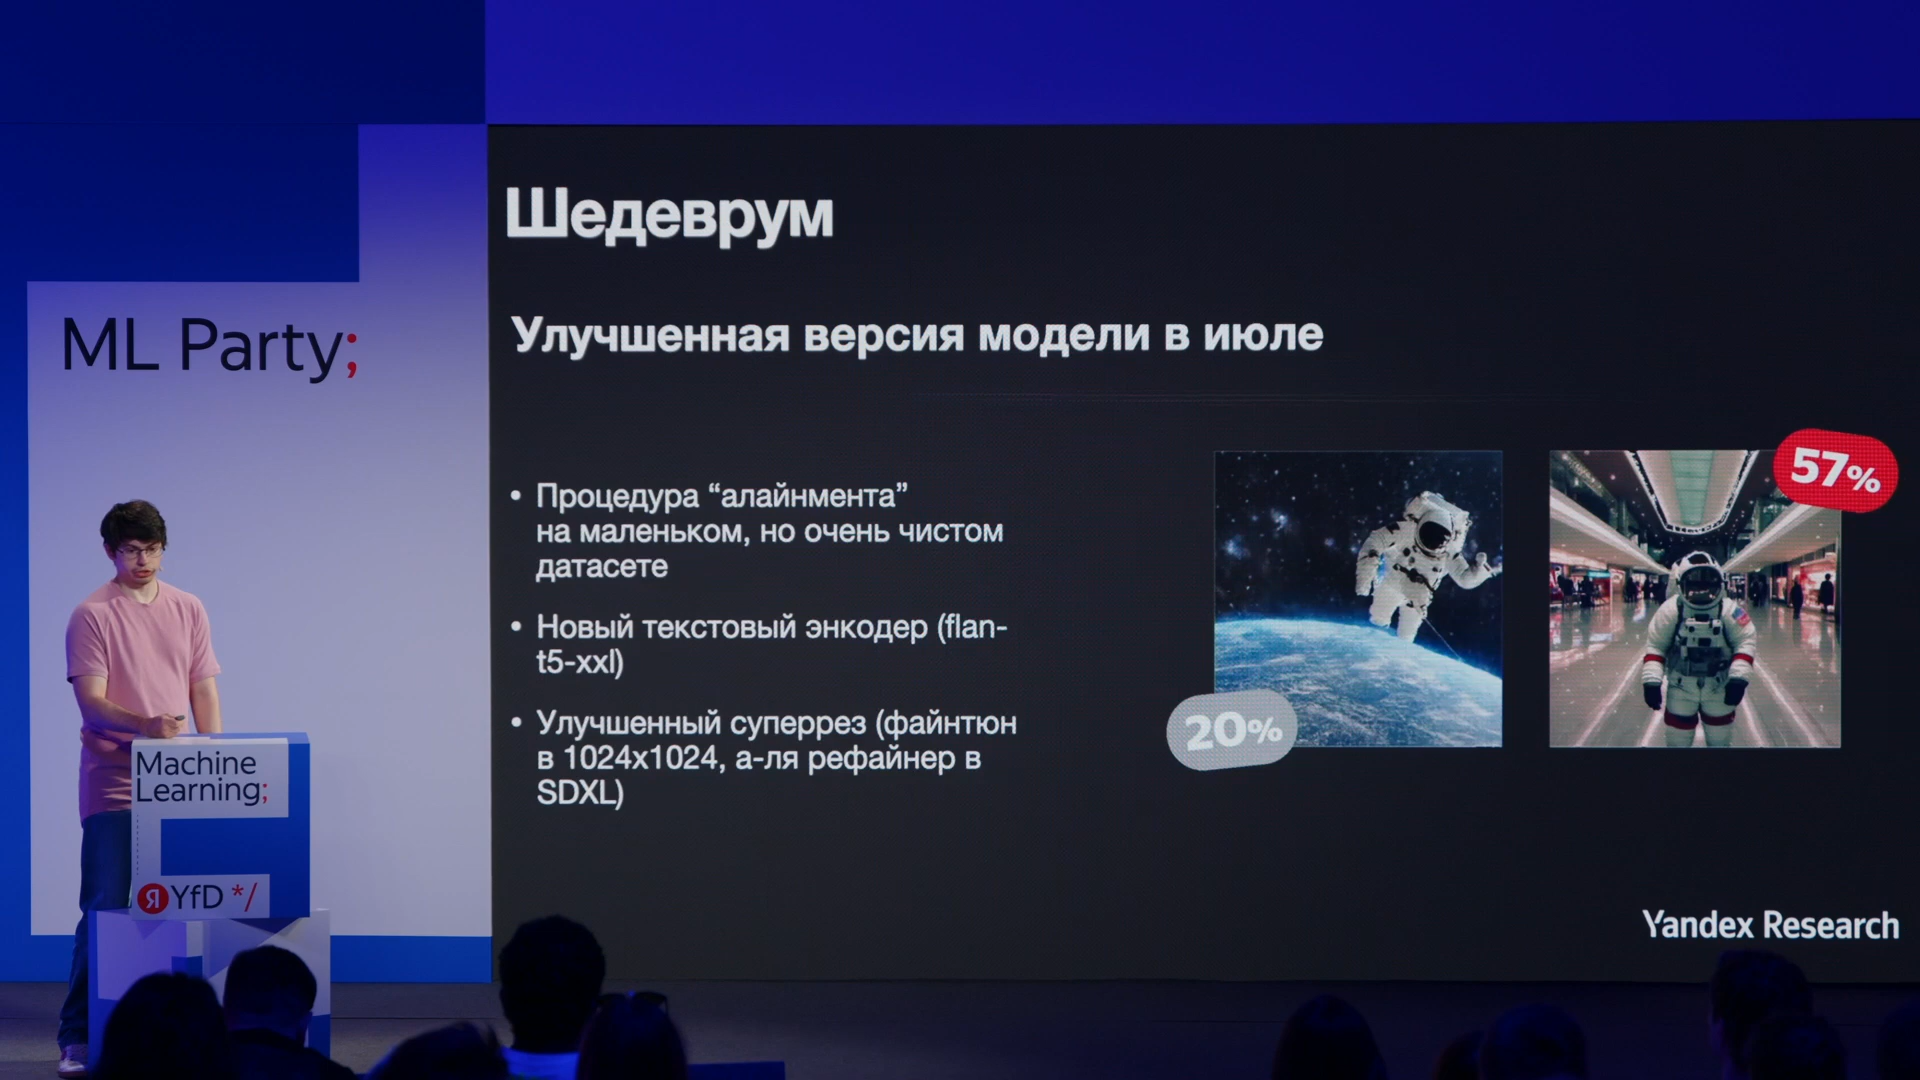 ML Party;
Шедеврум
Улучшенная версия модели в июле
• Процедура “алайнмента”
на маленьком, но очень чистом
датасете
• Новый текстовый энкодер (flan-
t5-xxl)
• Улучшенный суперрез (файнтюн
в 1024x1024, а-ля рефайнер в
SDXL)
20%
57%
Yandex Research
Machine
Learning;
Я YfD */